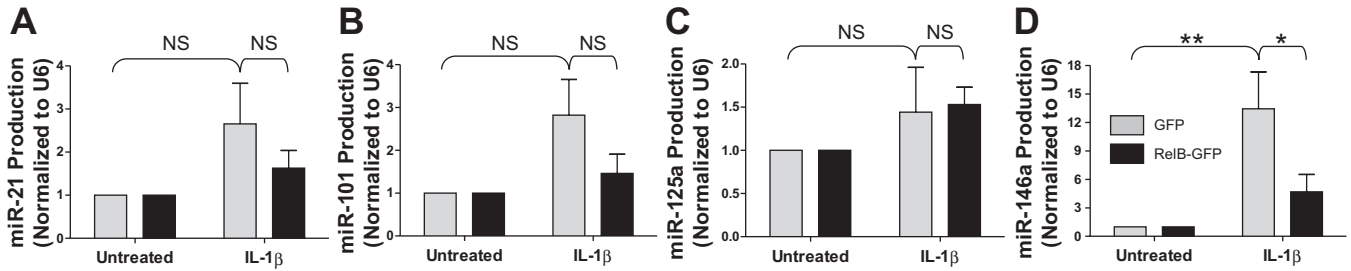 A
miR-21 Production
(Normalized to U6)
4
3
2
1
0
NS
NS
Untreated
IL-1β
B
miR-101 Production
(Normalized to U6)
4
3
2
1
0
NS
NS
Untreated
IL-1β
C
miR-125a Production
(Normalized to U6)
2.0
1.5
1.0
0.5
0.0
NS
NS
Untreated
IL-1β
D
miR-146a Production
(Normalized to U6)
18
15
12
9
6
3
0
**
*
GFP
RelB-GFP
Untreated
IL-1β